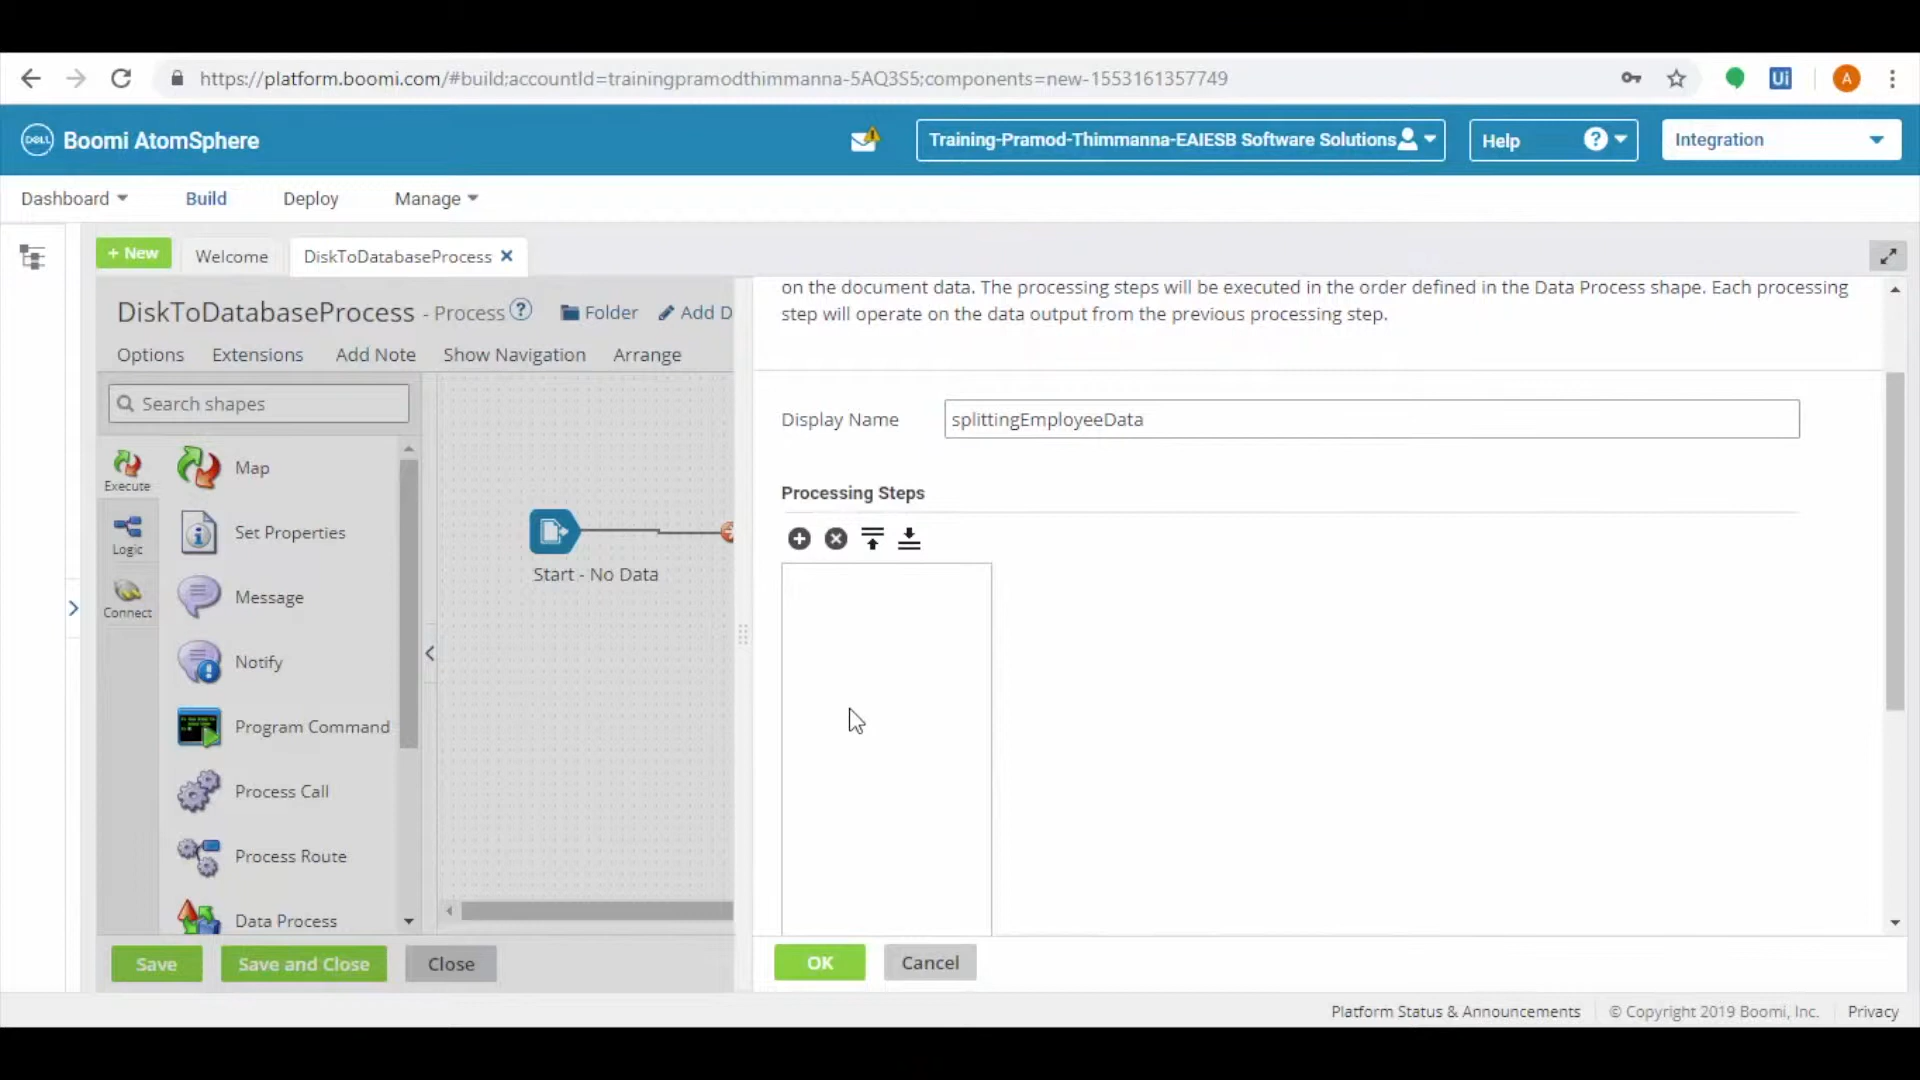 https://platform.boomi.com/#build;accountId=trainingpramodthimmanna-5AQ3S5;components=new-1553161357749
Ui
A
DELL
Boomi AtomSphere
Training-Pramod-Thimmanna-EAIESB Software Solutions
Help
?
Integration
Dashboard
Build
Deploy
Manage
+ New
Welcome
DiskToDatabaseProcess
DiskToDatabaseProcess - Process ?
Folder
Add D
Options
Extensions
Add Note
Show Navigation
Arrange
Search shapes
Execute
Logic
Connect
Map
Set Properties
Message
Notify
Program Command
Process Call
Process Route
Data Process
Start - No Data
Save
Save and Close
Close
on the document data. The processing steps will be executed in the order defined in the Data Process shape. Each processing
step will operate on the data output from the previous processing step.
Display Name
splittingEmployeeData
Processing Steps
OK
Cancel
Platform Status & Announcements
© Copyright 2019 Boomi, Inc.
Privacy